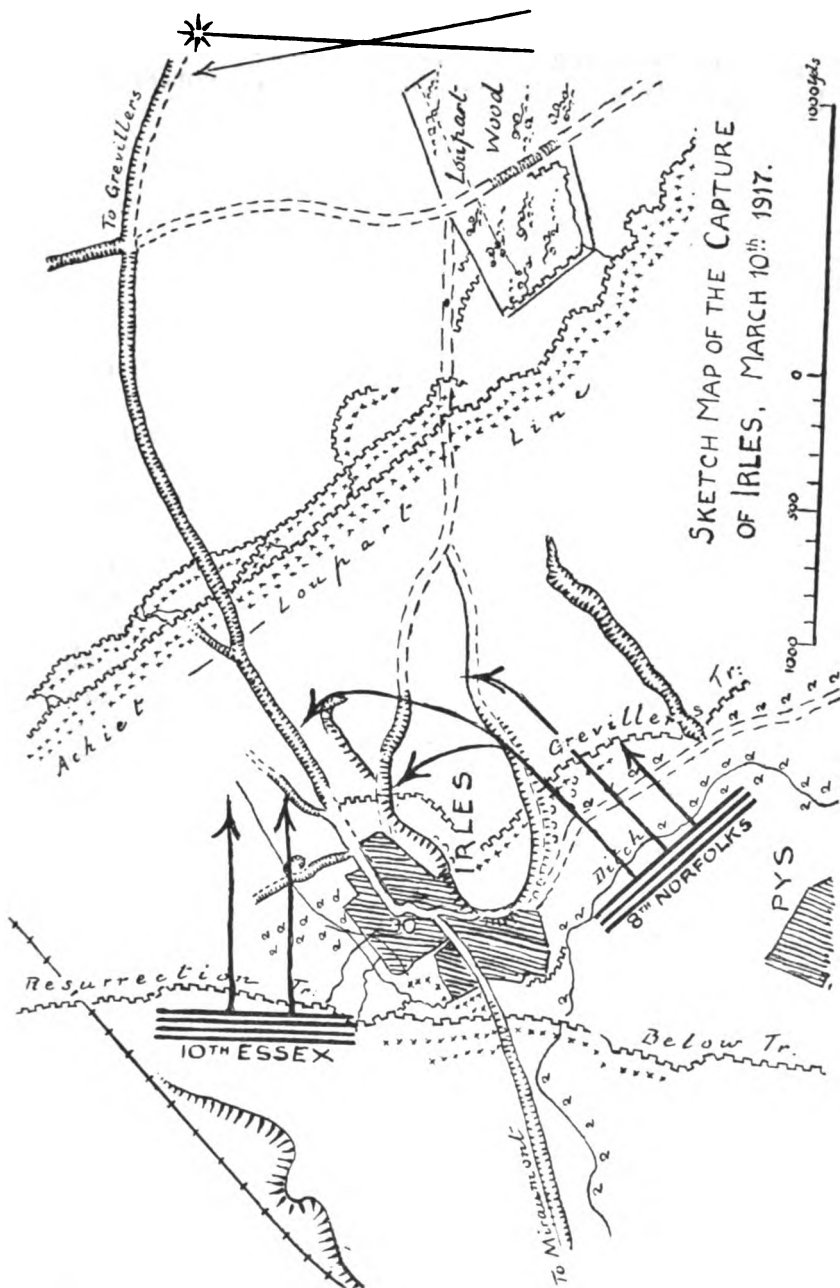 To Grevillers
Loupart-
Wood
SKETCH MAP OF THE CAPTURE
OF IRLES, MARCH 10th 1917.
1000 500 0 1000 Yds
Achiet — Loupart Line
Grevillers Tr:
IRLES
Ditch
8TH NORFOLKS
PYS
Resurrection Tr.
10TH ESSEX
Below Tr.
To Miraumont